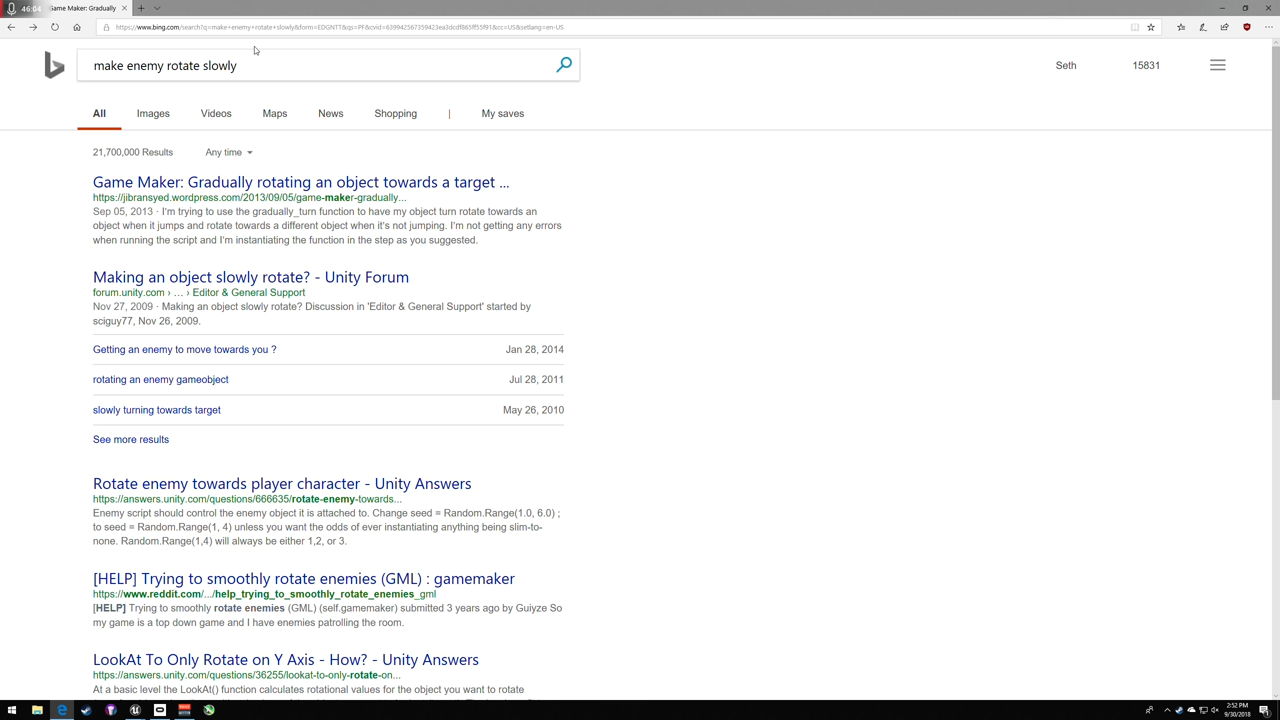 46:04
Game Maker: Gradually
https://www.bing.com/search?q=make+enemy+rotate+slowly&form=EDGNTT&qs=PF&cvid=639942567359423ea3dcdf865ff55f91&cc=US&setlang=en-US
make enemy rotate slowly
Seth
15831
All
Images
Videos
Maps
News
Shopping
|
My saves
21,700,000 Results
Any time
Game Maker: Gradually rotating an object towards a target ...
https://jibransyed.wordpress.com/2013/09/05/game-maker-gradually...
Sep 05, 2013 · I'm trying to use the gradually_turn function to have my object turn rotate towards an
object when it jumps and rotate towards a different object when it's not jumping. I'm not getting any errors
when running the script and I'm instantiating the function in the step as you suggested.
Making an object slowly rotate? - Unity Forum
forum.unity.com › … › Editor & General Support
Nov 27, 2009 · Making an object slowly rotate? Discussion in 'Editor & General Support' started by
sciguy77, Nov 26, 2009.
Getting an enemy to move towards you ?
Jan 28, 2014
rotating an enemy gameobject
Jul 28, 2011
slowly turning towards target
May 26, 2010
See more results
Rotate enemy towards player character - Unity Answers
https://answers.unity.com/questions/666635/rotate-enemy-towards...
Enemy script should control the enemy object it is attached to. Change seed = Random.Range(1.0, 6.0) ;
to seed = Random.Range(1, 4) unless you want the odds of ever instantiating anything being slim-to-
none. Random.Range(1,4) will always be either 1,2, or 3.
[HELP] Trying to smoothly rotate enemies (GML) : gamemaker
https://www.reddit.com/.../help_trying_to_smoothly_rotate_enemies_gml
[HELP] Trying to smoothly rotate enemies (GML) (self.gamemaker) submitted 3 years ago by Guiyze So
my game is a top down game and I have enemies patrolling the room.
LookAt To Only Rotate on Y Axis - How? - Unity Answers
https://answers.unity.com/questions/36255/lookat-to-only-rotate-on...
At a basic level the LookAt() function calculates rotational values for the object you want to rotate
2:52 PM
9/30/2018